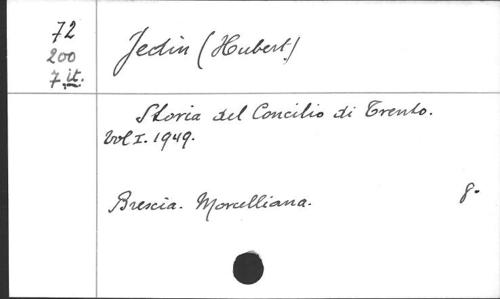 72
200
7 it.
Jedin (Hubert)
Storia del Concilio di Trento.
Vol I. 1949.
Brescia. Morcelliana. 8.